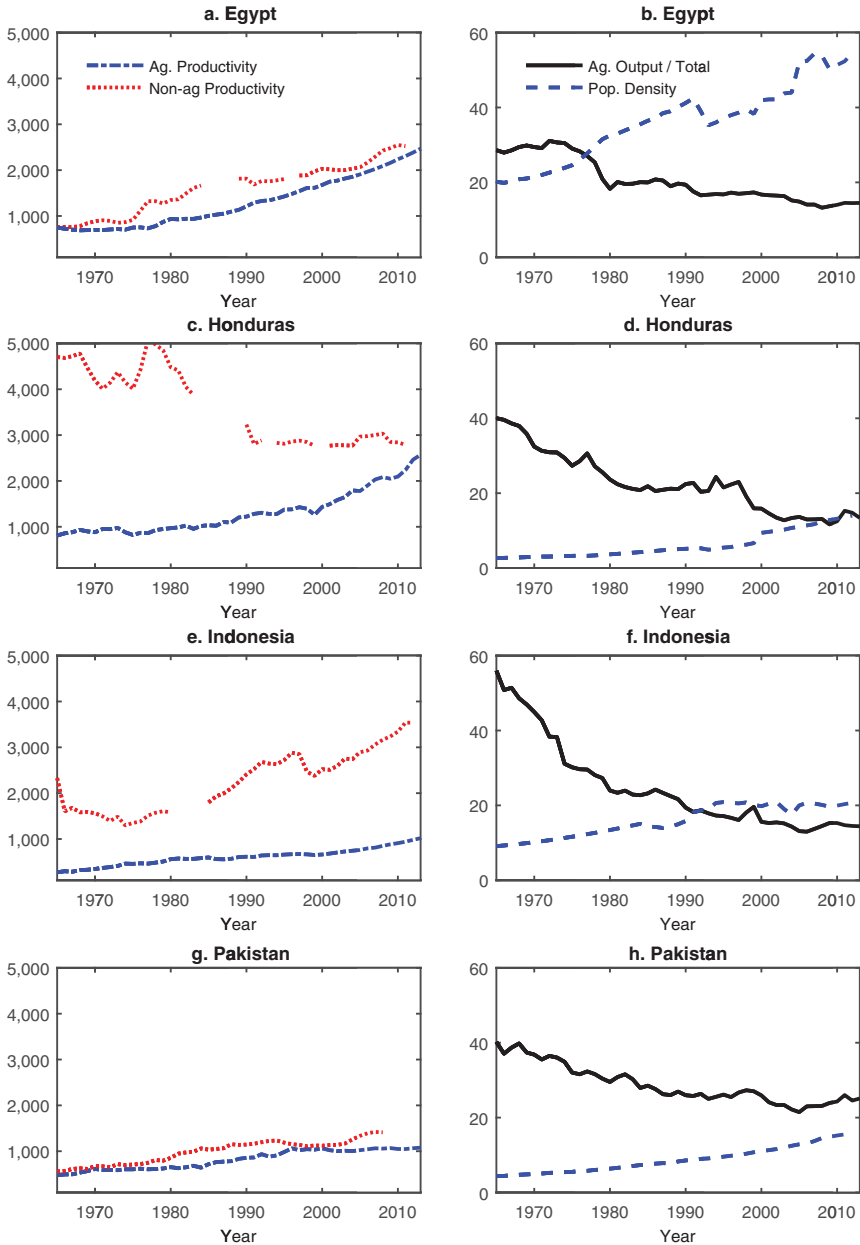 a. Egypt
5,000
4,000
3,000
2,000
1,000
Ag. Productivity
Non-ag Productivity
1970 1980 1990 2000 2010
Year
b. Egypt
60
40
20
0
Ag. Output / Total
Pop. Density
1970 1980 1990 2000 2010
Year
c. Honduras
5,000
4,000
3,000
2,000
1,000
1970 1980 1990 2000 2010
Year
d. Honduras
60
40
20
0
1970 1980 1990 2000 2010
Year
e. Indonesia
5,000
4,000
3,000
2,000
1,000
1970 1980 1990 2000 2010
Year
f. Indonesia
60
40
20
0
1970 1980 1990 2000 2010
Year
g. Pakistan
5,000
4,000
3,000
2,000
1,000
1970 1980 1990 2000 2010
Year
h. Pakistan
60
40
20
0
1970 1980 1990 2000 2010
Year